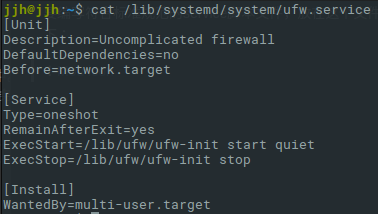 jjh@jjh:~$ cat /lib/systemd/system/ufw.service
[Unit]
Description=Uncomplicated firewall
DefaultDependencies=no
Before=network.target

[Service]
Type=oneshot
RemainAfterExit=yes
ExecStart=/lib/ufw/ufw-init start quiet
ExecStop=/lib/ufw/ufw-init stop

[Install]
WantedBy=multi-user.target